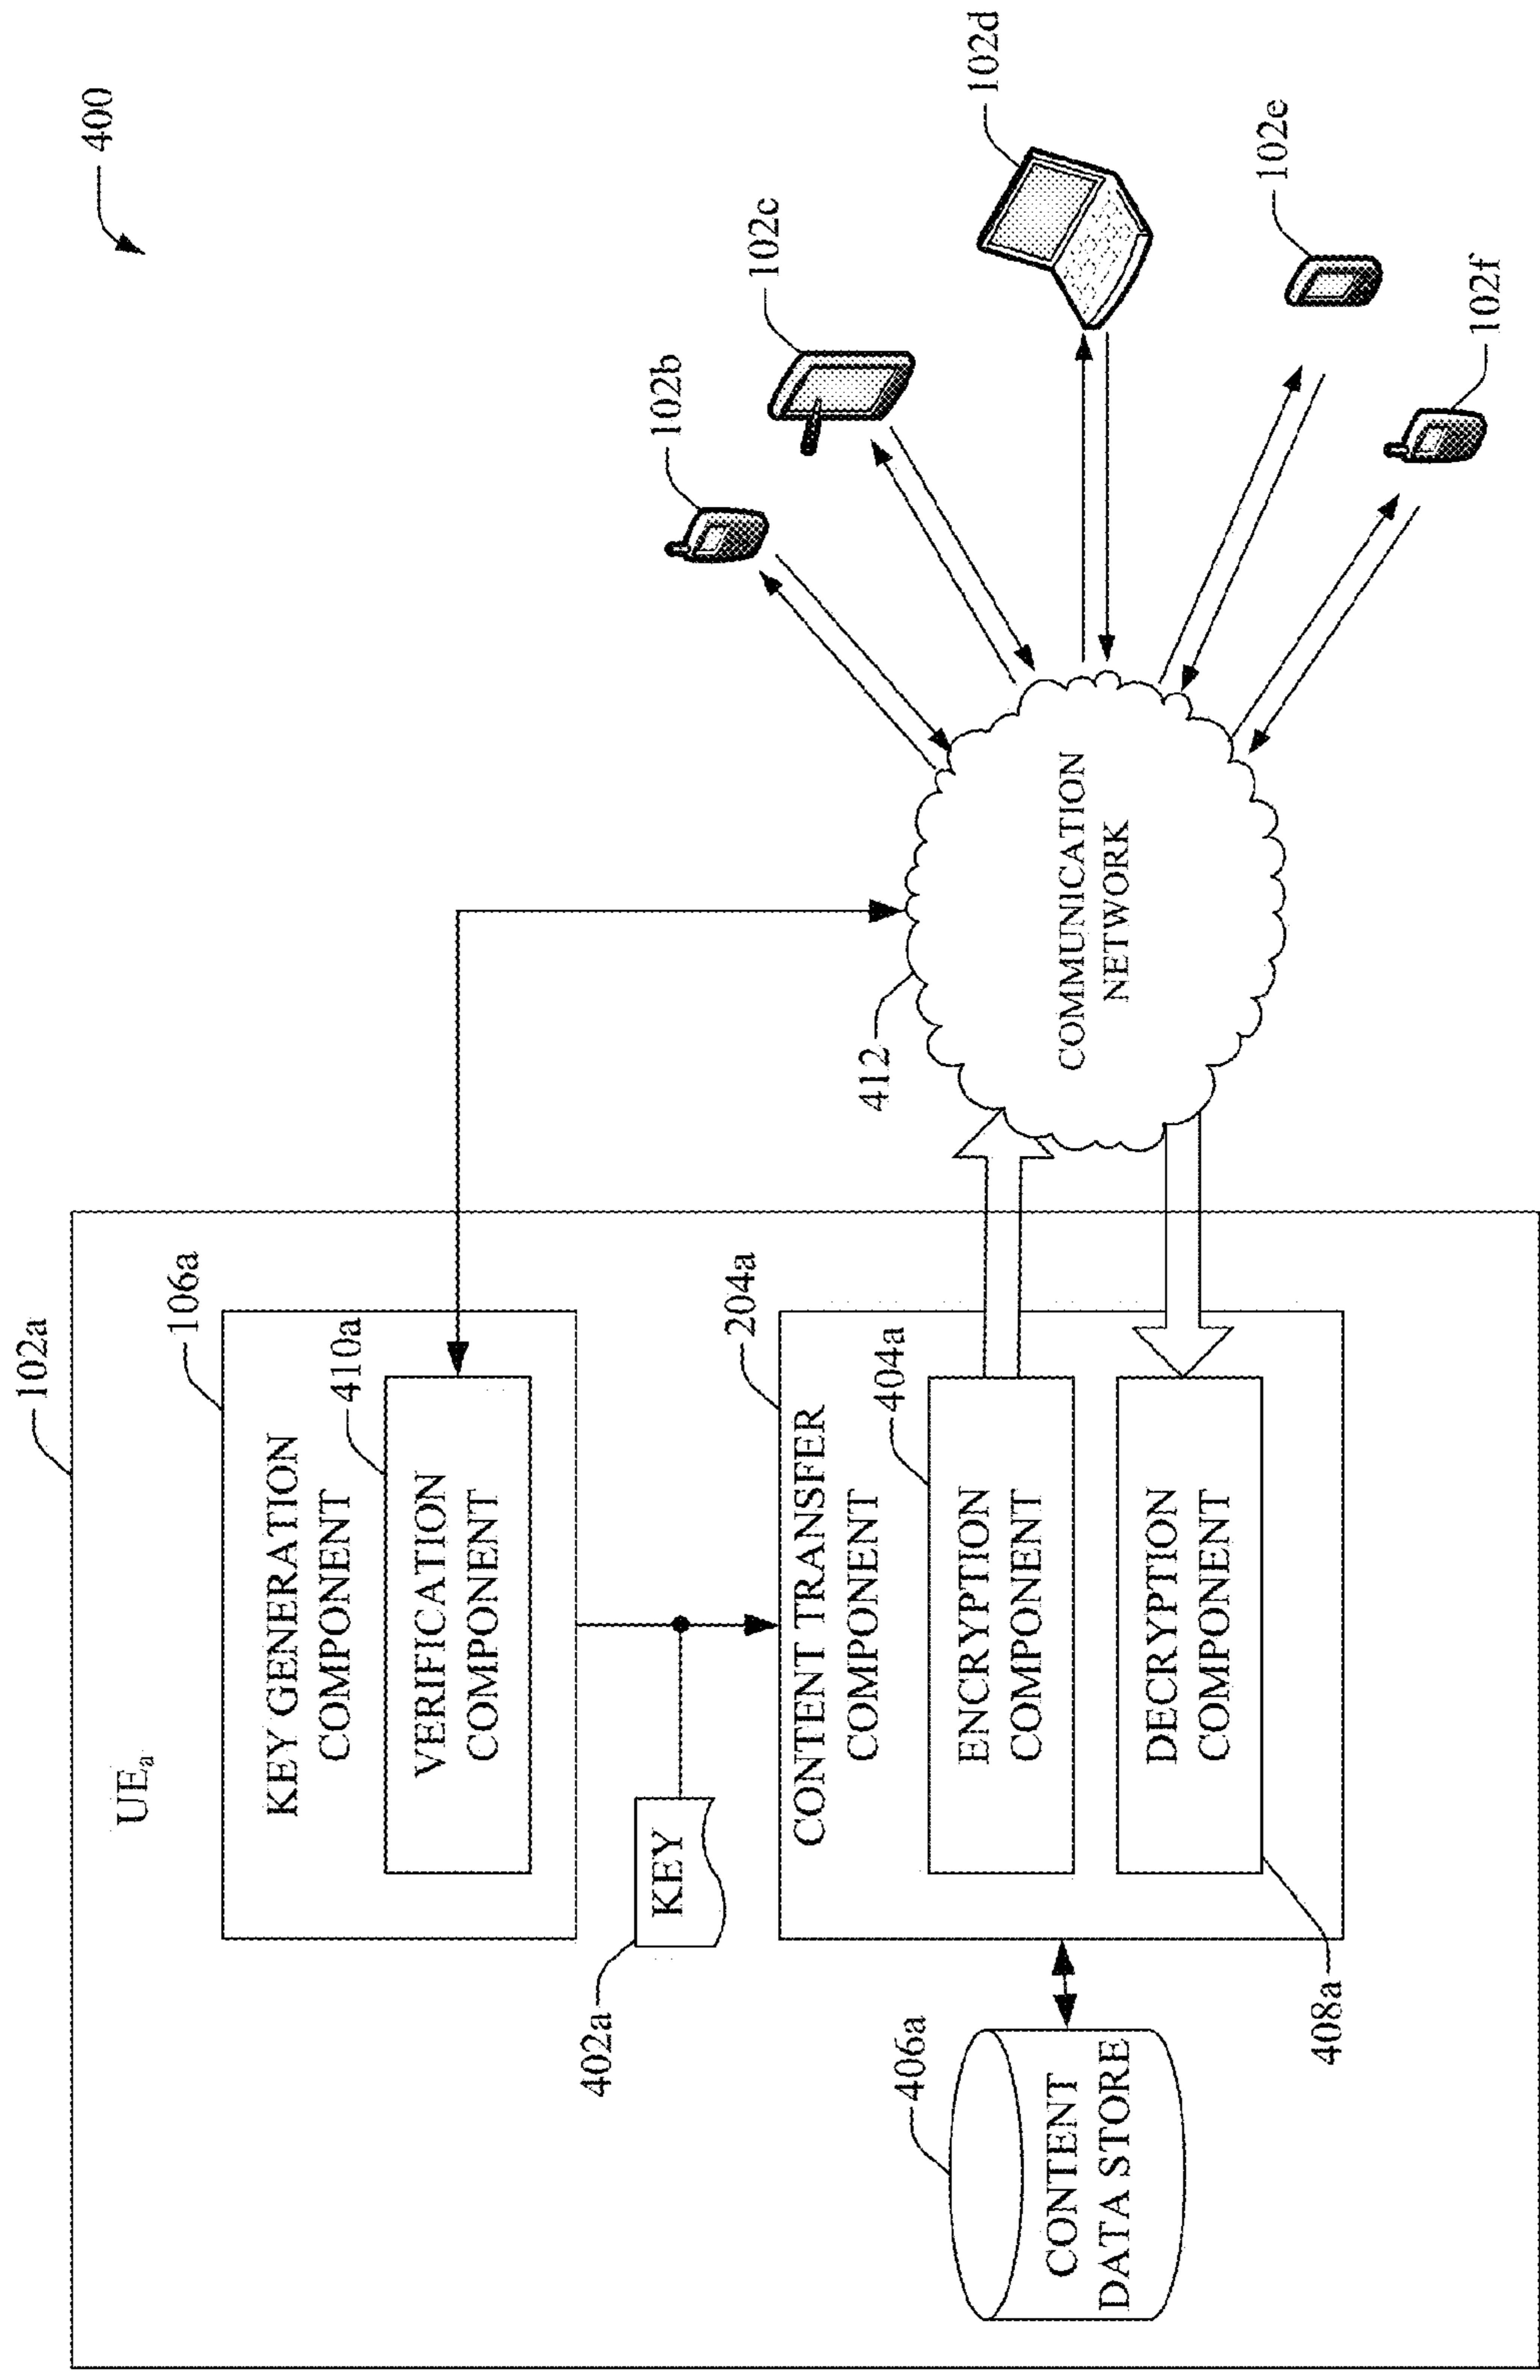 400
102a
UEa
106a
KEY GENERATION
COMPONENT
410a
VERIFICATION
COMPONENT
402a
KEY
204a
CONTENT TRANSFER
COMPONENT
404a
ENCRYPTION
COMPONENT
DECRYPTION
COMPONENT
408a
406a
CONTENT
DATA STORE
412
COMMUNICATION
NETWORK
102b
102c
102d
102e
102f